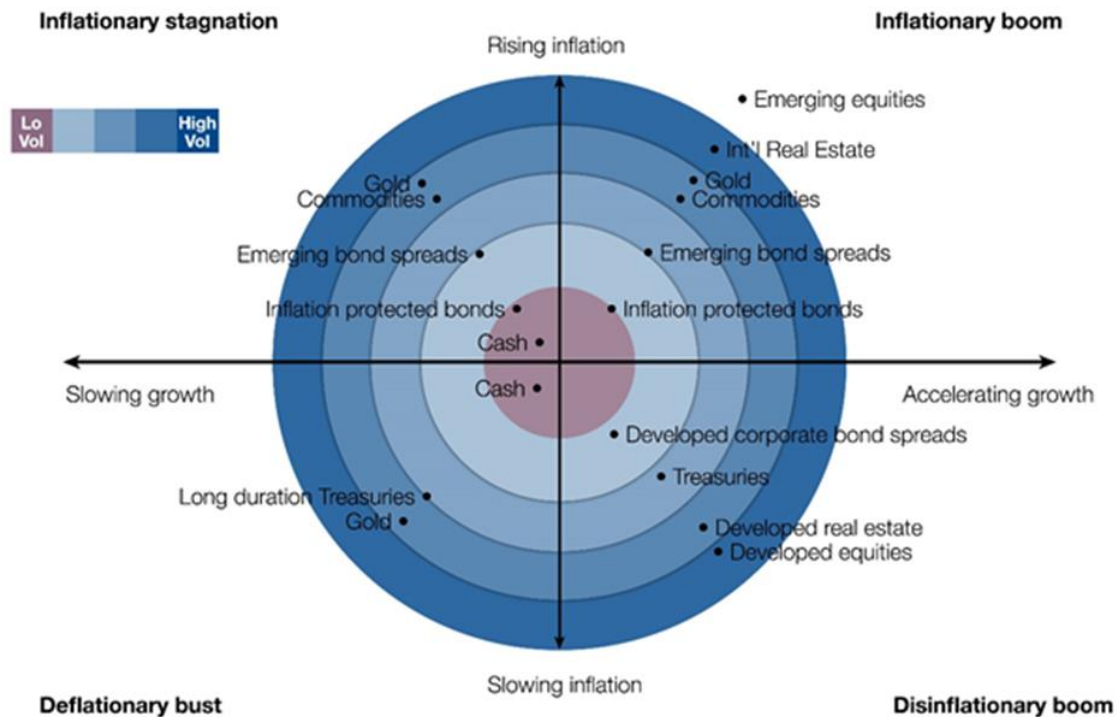 Inflationary stagnation
Inflationary boom
Rising inflation
Lo
Vol
High
Vol
Emerging equities
Int'l Real Estate
Gold
Gold
Commodities
Commodities
Emerging bond spreads
Emerging bond spreads
Inflation protected bonds
Inflation protected bonds
Cash
Slowing growth
Accelerating growth
Cash
Developed corporate bond spreads
Treasuries
Long duration Treasuries
Gold
Developed real estate
Developed equities
Slowing inflation
Deflationary bust
Disinflationary boom